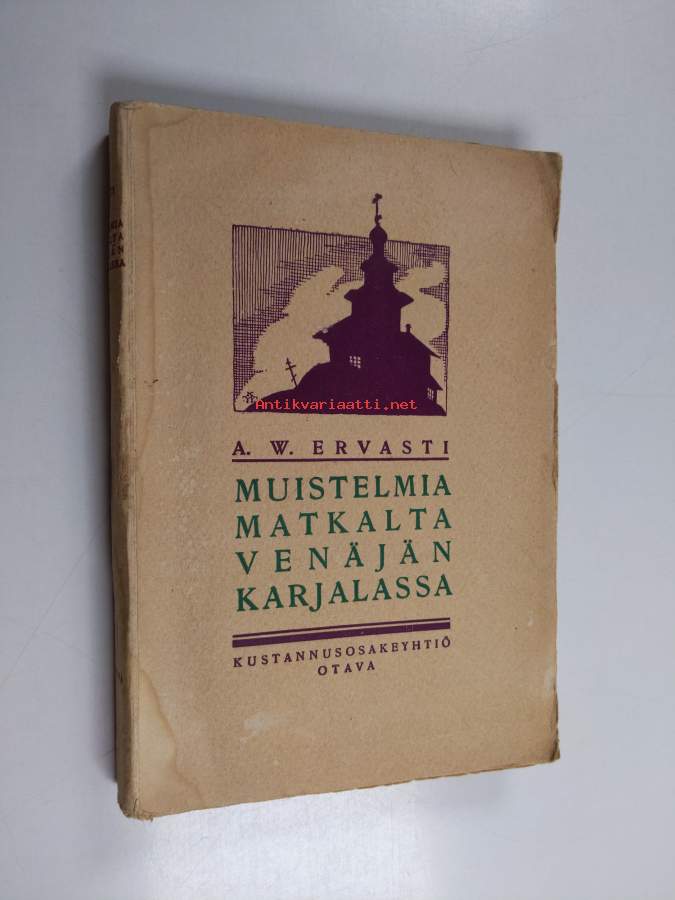 Antikvariaatti.net
A. W. ERVASTI
MUISTELMIA
MATKALTA
VENÄJÄN
KARJALASSA
KUSTANNUSOSAKEYHTIÖ
OTAVA